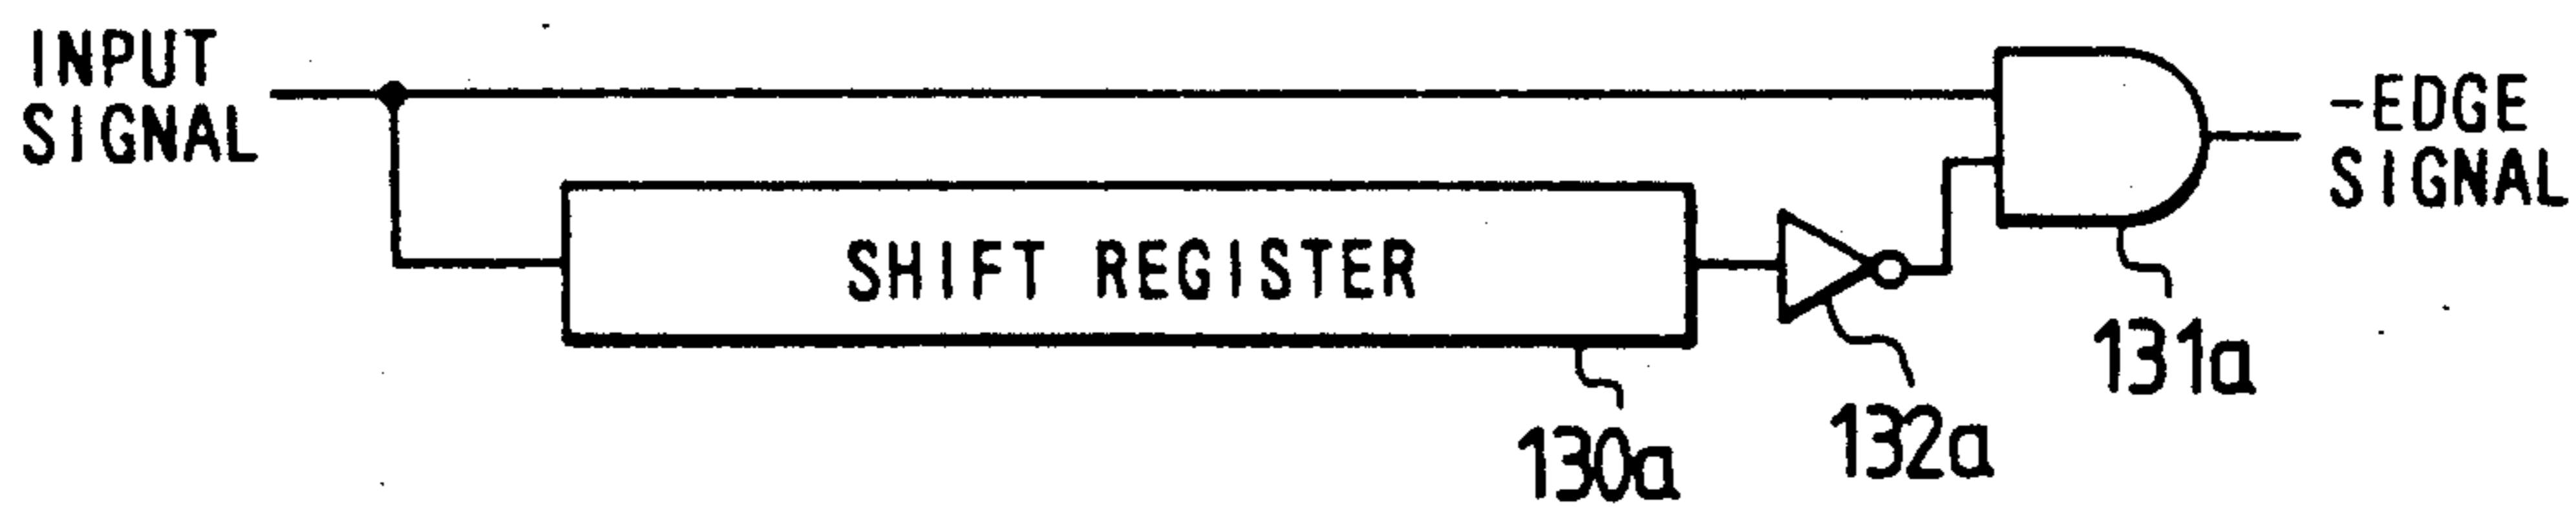 INPUT
SIGNAL
-EDGE
SIGNAL
SHIFT REGISTER
131a
132a
130a